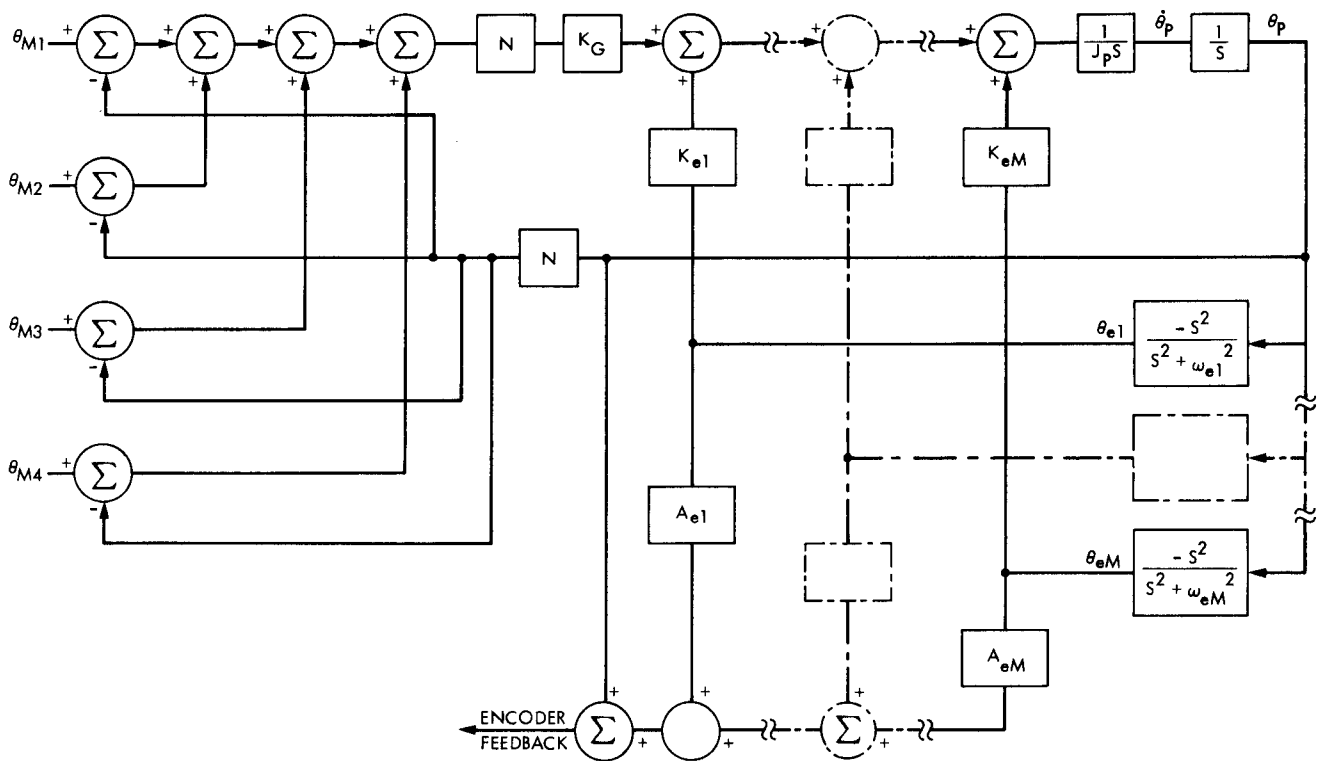 θM1 + Σ + Σ + Σ + Σ N KG + Σ + + Σ 1/JpS θ̇p 1/S θp
- + + + + + +
Ke1 KeM
θM2 + Σ
-
N
θM3 + Σ
-
θe1 -S²/S² + ωe1²
θM4 + Σ
-
Ae1
θeM -S²/S² + ωeM²
AeM
+ + +
ENCODER FEEDBACK Σ + + Σ +